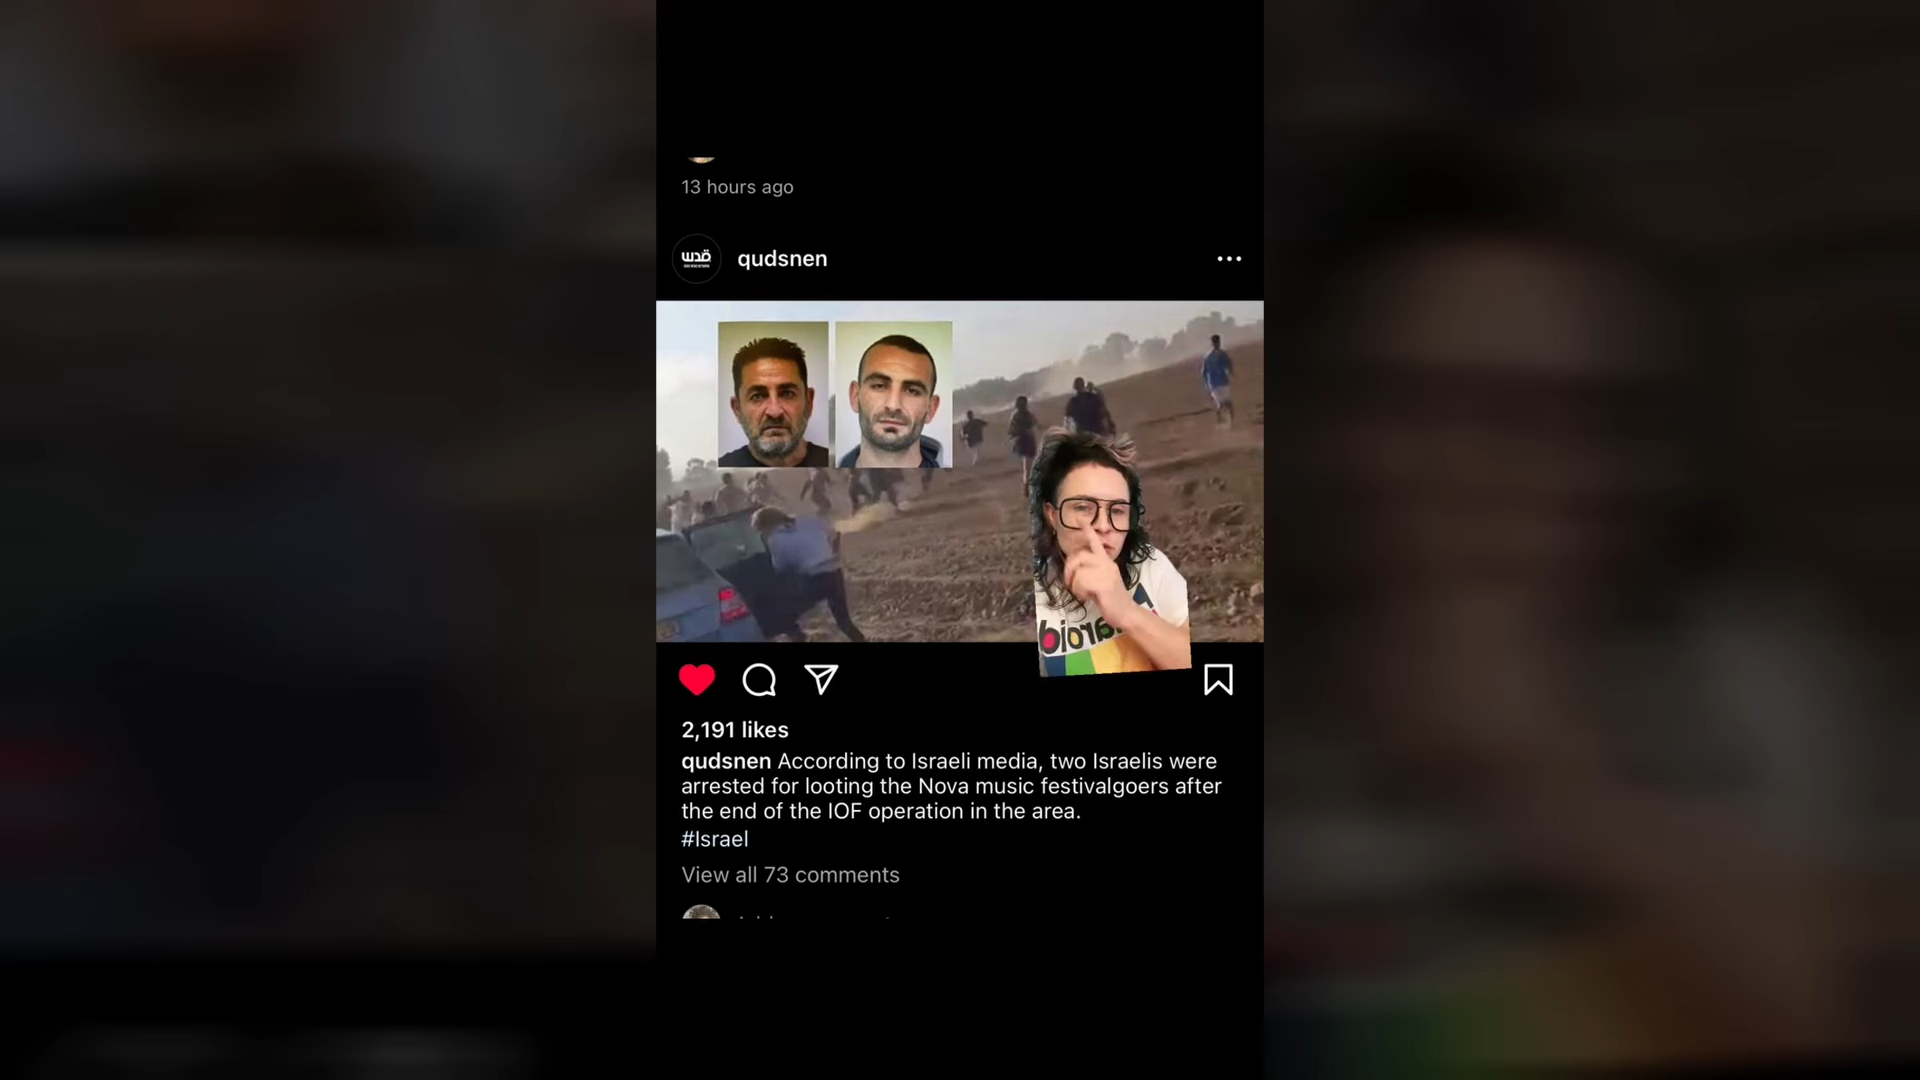 13 hours ago
قدس
qudsnen
2,191 likes
qudsnen According to Israeli media, two Israelis were
arrested for looting the Nova music festivalgoers after
the end of the IOF operation in the area.
#Israel
View all 73 comments